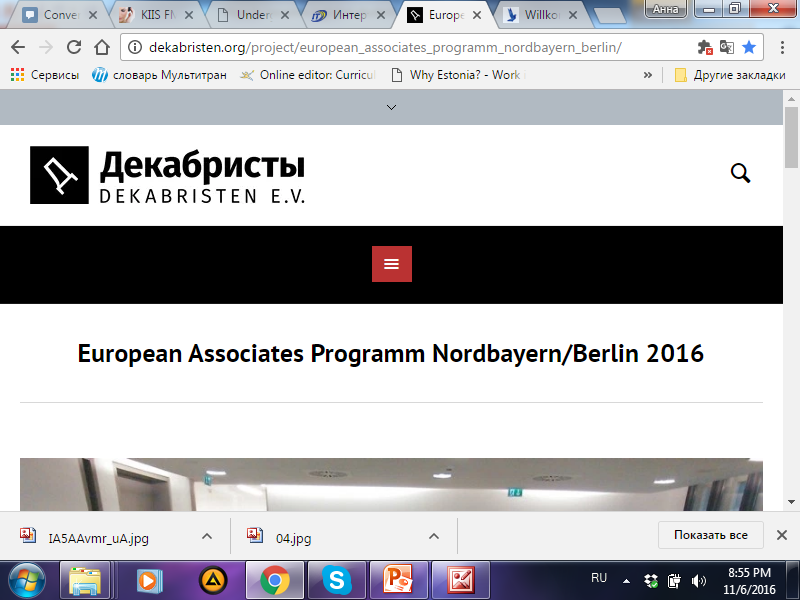 Conve
KIIS FM
Under
Интер
Europe
Willko
Анна
dekabristen.org/project/european_associates_programm_nordbayern_berlin/
Сервисы
словарь Мультитран
Online editor: Curricul
Why Estonia? - Work
»
Другие закладки
Декабристы
DEKABRISTEN E.V.
European Associates Programm Nordbayern/Berlin 2016
IA5AAvmr_uA.jpg
04.jpg
Показать все
RU
8:55 PM
11/6/2016